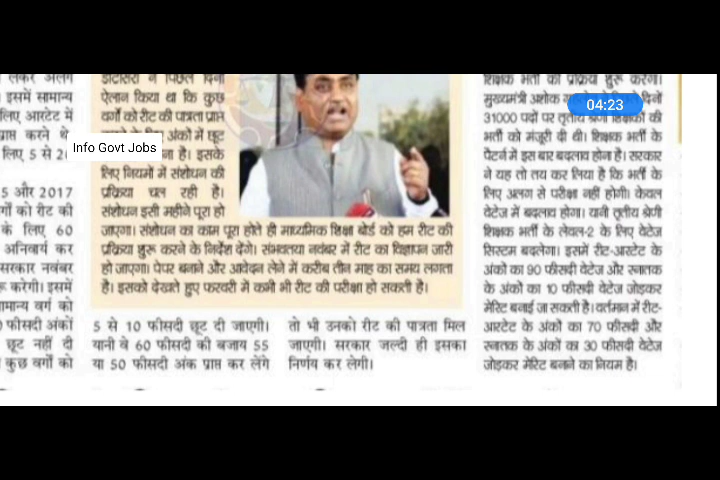 लेकर अलग
। इसमें सामान्य
लिए आरटेट में
प्राप्त करने थे
लिए 5 से 2
5 और 2017
र्गों को रीट की
के लिए 60
अनिवार्य कर
सरकार नवंबर
करेगी। इसमें
सामान्य वर्ग को
फीसदी अंकों
छूट नहीं दी
कुछ वर्गों को
Info Govt Jobs
डोटासरा ने पिछले दिनों
ऐलान किया था कि कुछ
वर्गों को रीट की पात्रता प्राप्त
अंकों में छूट
ना है। इसके
लिए नियमों में संशोधन की
प्रक्रिया चल रही है।
संशोधन इसी महीने पूरा हो
जाएगा। संशोधन का काम पूरा होते ही माध्यमिक शिक्षा बोर्ड को हम रीट की
प्रक्रिया शुरू करने के निर्देश देंगे। संभवतया नवंबर में रीट का विज्ञापन जारी
हो जाएगा। पेपर बनाने और आवेदन लेने में करीब तीन माह का समय लगता
है। इसको देखते हुए फरवरी में कभी भी रीट की परीक्षा हो सकती है।
5 से 10 फीसदी छूट दी जाएगी।
यानी वे 60 फीसदी की बजाय 55
या 50 फीसदी अंक प्राप्त कर लेंगे
तो भी उनको रीट की पात्रता मिल
जाएगी। सरकार जल्दी ही इसका
निर्णय कर लेगी।
04:23
शिक्षक भर्ती की प्रक्रिया शुरू करेगी।
मुख्यमंत्री अशोक दिनों
31000 पदों पर तृतीय श्रेणी शिक्षकों की
भर्ती को मंजूरी दी थी। शिक्षक भर्ती के
पैटर्न में इस बार बदलाव होना है। सरकार
ने यह तो तय कर लिया है कि भर्ती के
लिए अलग से परीक्षा नहीं होगी। केवल
वेटेज में बदलाव होगा। यानी तृतीय श्रेणी
शिक्षक भर्ती के लेवल-2 के लिए वेटेज
सिस्टम बदलेगा। इसमें रीट-आरटेट के
अंकों का 90 फीसदी वेटेज और स्नातक
के अंकों का 10 फीसदी वेटेज जोड़कर
मेरिट बनाई जा सकती है। वर्तमान में रीट-
आरटेट के अंकों का 70 फीसदी और
स्नातक के अंकों का 30 फीसदी वेटेज
जोड़कर मेरिट बनाने का नियम है।